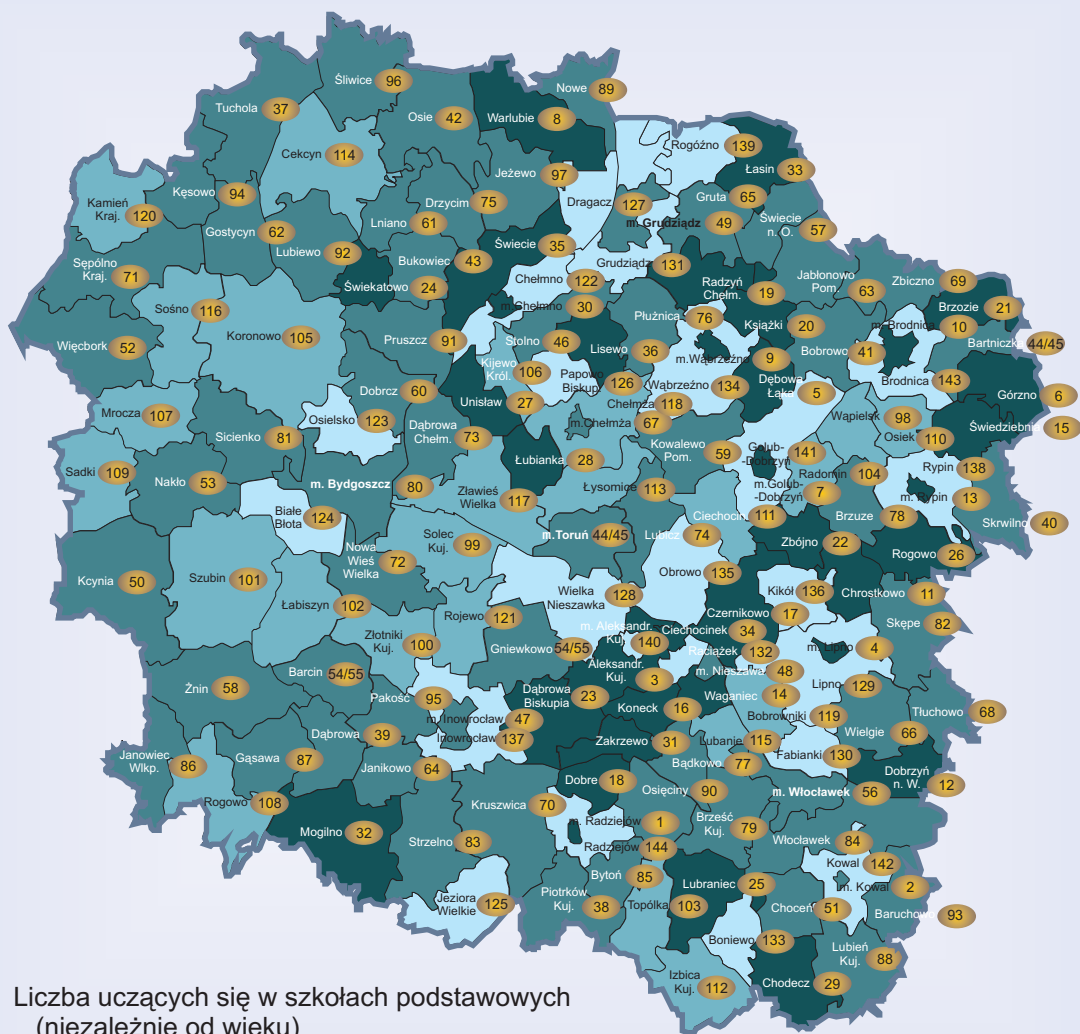 Śliwice 96
Nowe 89
Tuchola 37
Osie 42
Warlubie 8
Rogóźno 139
Cekcyn 114
Łasin 33
Jeżewo 97
Kęsowo 94
Kamień
Kraj. 120
Drzycim 75
Dragacz 127
Gruta 65
m. Grudziądz 49
Świecie
n. O. 57
Gostycyn 62
Lniano 61
Lubiewo 92
Bukowiec 43
Świecie 35
Grudziądz 131
Sępólno
Kraj. 71
Świekatowo 24
Chełmno 122
Radzyń
Chełm. 19
Jabłonowo
Pom. 63
Zbiczno 69
m.Chełmno 30
Brzozie 21
Sośno 116
Koronowo 105
Płużnica 76
Książki 20
m. Brodnica 10
Więcbork 52
Pruszcz 91
Stolno 46
Lisewo 36
m.Wąbrzeźno 9
Bobrowo 41
Bartniczka 44/45
Kijewo
Król. 106
Papowo
Biskup. 126
Wąbrzeźno 134
Dębowa
Łąka 5
Brodnica 143
Górzno 6
Dobrcz 60
Unisław 27
Chełmża 118
Mrocza 107
Osielsko 123
Dąbrowa
Chełm. 73
m.Chełmża 67
Wąpielsk 98
Świedziebnia 15
Sicienko 81
Kowalewo
Pom. 59
Golub-
-Dobrzyń 141
Osiek 110
Sadki 109
Łubianka 28
Radomin 104
Rypin 138
Nakło 53
m. Bydgoszcz 80
Zławieś
Wielka 117
Łysomice 113
m.Golub-
-Dobrzyń 7
m. Rypin 13
Białe
Błota 124
Ciechocin 111
Brzuze 78
Skrwilno 40
Solec
Kuj. 99
m.Toruń 44/45
Lubicz 74
Zbójno 22
Rogowo 26
Nowa
Wieś
Wielka 72
Kcynia 50
Szubin 101
Obrowo 135
Kikół 136
Chrostkowo 11
Łabiszyn 102
Wielka
Nieszawka 128
Czernikowo 17
Rojewo 121
Skępe 82
Złotniki
Kuj. 100
m. Aleksandr.
Kuj. 140
Ciechocinek 34
m. Lipno 4
Gniewkowo 54/55
Raciążek 132
Barcin 54/55
Aleksandr.
Kuj. 3
m. Nieszawa 48
Lipno 129
Żnin 58
Pakość 95
Dąbrowa
Biskupia 23
Waganiec 14
Tłuchowo 68
m. Inowrocław 47
Koneck 16
Bobrowniki 119
Wielgie 66
Dąbrowa 39
Inowrocław 137
Zakrzewo 31
Lubanie 115
Fabianki 130
Janowiec
Wlkp. 86
Gąsawa 87
Janikowo 64
Bądkowo 77
Dobrzyń
n. W. 12
Dobre 18
Osięciny 90
m. Włocławek 56
Rogowo 108
Kruszwica 70
m. Radziejów 1
Brześć
Kuj. 79
Mogilno 32
Strzelno 83
Radziejów 144
Włocławek 84
Kowal 142
Bytoń 85
Lubraniec 25
m. Kowal 2
Jeziora
Wielkie 125
Piotrków
Kuj. 38
Topólka 103
Choceń 51
Baruchowo 93
Boniewo 133
Lubień
Kuj. 88
Izbica
Kuj. 112
Chodecz 29
Liczba uczących się w szkołach podstawowych
(niezależnie od wieku)